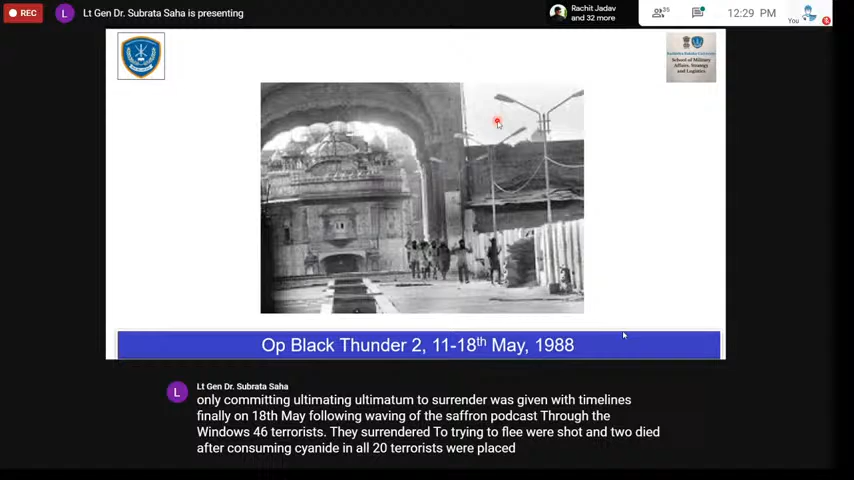 REC
L
Lt Gen Dr. Subrata Saha is presenting
Rachit Jadav
and 32 more
35
12:29 PM
You
School of Military
Affairs, Strategy
and Logistics
Op Black Thunder 2, 11-18th May, 1988
L
Lt Gen Dr. Subrata Saha
only committing ultimating ultimatum to surrender was given with timelines
finally on 18th May following waving of the saffron podcast Through the
Windows 46 terrorists. They surrendered To trying to flee were shot and two died
after consuming cyanide in all 20 terrorists were placed